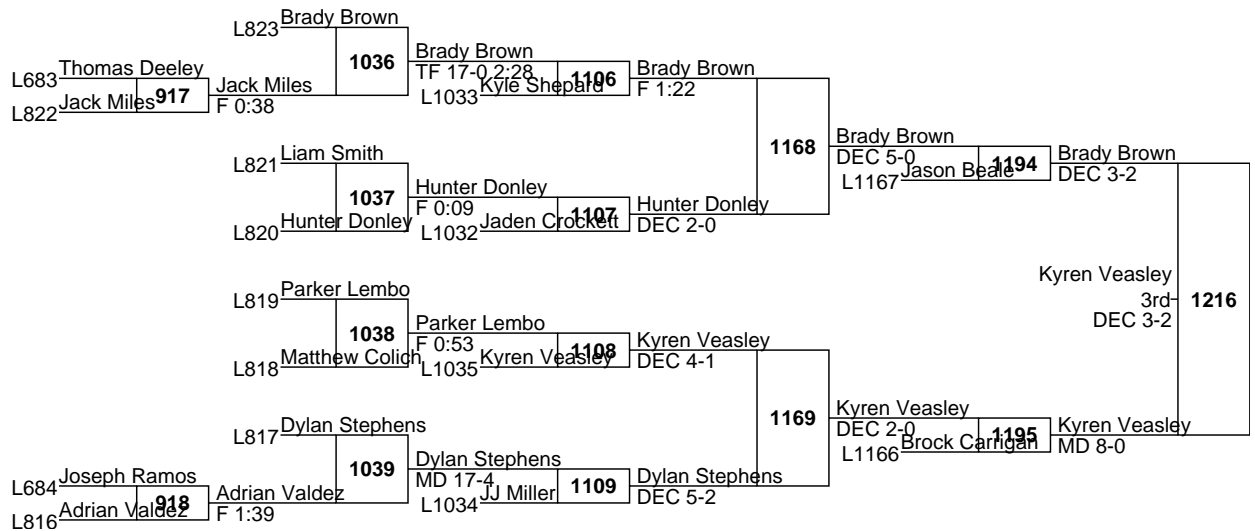 L823 Brady Brown
1036
Brady Brown
TF 17-0 2:28
L683 Thomas Deeley
917
L822 Jack Miles
Jack Miles
F 0:38
1106
L1033 Kyle Shepard
Brady Brown
F 1:22
1168
Brady Brown
DEC 5-0
L821 Liam Smith
1037
L820 Hunter Donley
Hunter Donley
F 0:09
1107
L1032 Jaden Crockett
Hunter Donley
DEC 2-0
1194
L1167 Jason Beale
Brady Brown
DEC 3-2
L819 Parker Lembo
1038
L818 Matthew Colich
Parker Lembo
F 0:53
1108
L1035 Kyren Veasley
Kyren Veasley
DEC 4-1
Kyren Veasley
3rd
DEC 3-2
1216
1169
Kyren Veasley
DEC 2-0
L817 Dylan Stephens
1039
Dylan Stephens
MD 17-4
L684 Joseph Ramos
918
L816 Adrian Valdez
Adrian Valdez
F 1:39
1109
L1034 JJ Miller
Dylan Stephens
DEC 5-2
1195
L1166 Brock Carrigan
Kyren Veasley
MD 8-0